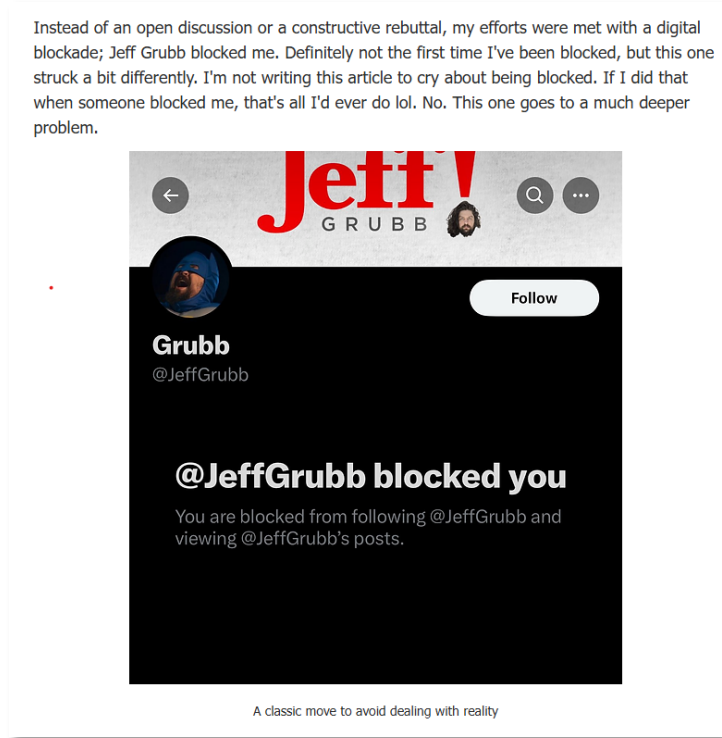 Instead of an open discussion or a constructive rebuttal, my efforts were met with a digital
blockade; Jeff Grubb blocked me. Definitely not the first time I've been blocked, but this one
struck a bit differently. I'm not writing this article to cry about being blocked. If I did that
when someone blocked me, that's all I'd ever do lol. No. This one goes to a much deeper
problem.
Jeff!
GRUBB
Follow
Grubb
@JeffGrubb
@JeffGrubb blocked you
You are blocked from following @JeffGrubb and
viewing @JeffGrubb’s posts.
A classic move to avoid dealing with reality